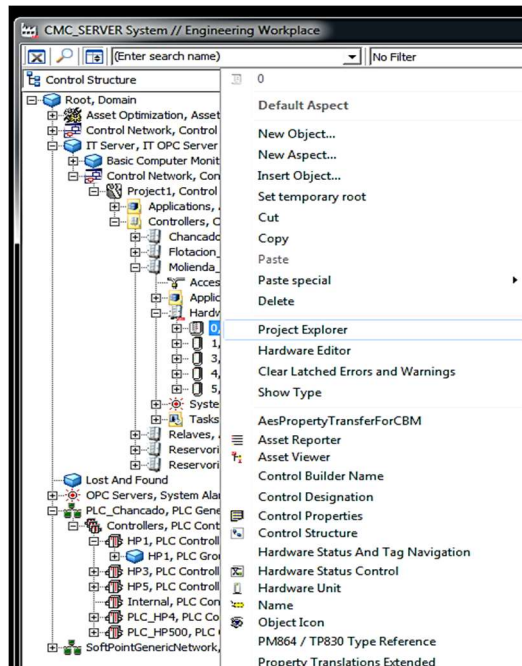 CMC_SERVER System // Engineering Workplace
(Enter search name)
No Filter
Control Structure
Root, Domain
Asset Optimization, Asset
Control Network, Control
IT Server, IT OPC Server
Basic Computer Monit
Control Network, Con
Project1, Control
Applications,
Controllers, C
Chancado
Flotacion_
Molienda_
Acces
Applic
Hardw
0,
1,
3,
4,
5,
Syste
Tasks
Relaves,
Reservori
Reservori
Lost And Found
OPC Servers, System Alar
PLC_Chancado, PLC Gene
Controllers, PLC Cont
HP1, PLC Controll
HP1, PLC Grou
HP3, PLC Controll
HP5, PLC Controll
Internal, PLC Con
PLC_HP4, PLC Co
PLC_HP500, PLC
SoftPointGenericNetwork,
0
Default Aspect
New Object...
New Aspect...
Insert Object...
Set temporary root
Cut
Copy
Paste
Paste special
Delete
Project Explorer
Hardware Editor
Clear Latched Errors and Warnings
Show Type
AesPropertyTransferForCBM
Asset Reporter
Asset Viewer
Control Builder Name
Control Designation
Control Properties
Control Structure
Hardware Status And Tag Navigation
Hardware Status Control
Hardware Unit
Name
Object Icon
PM864 / TP830 Type Reference
Property Translations Extended